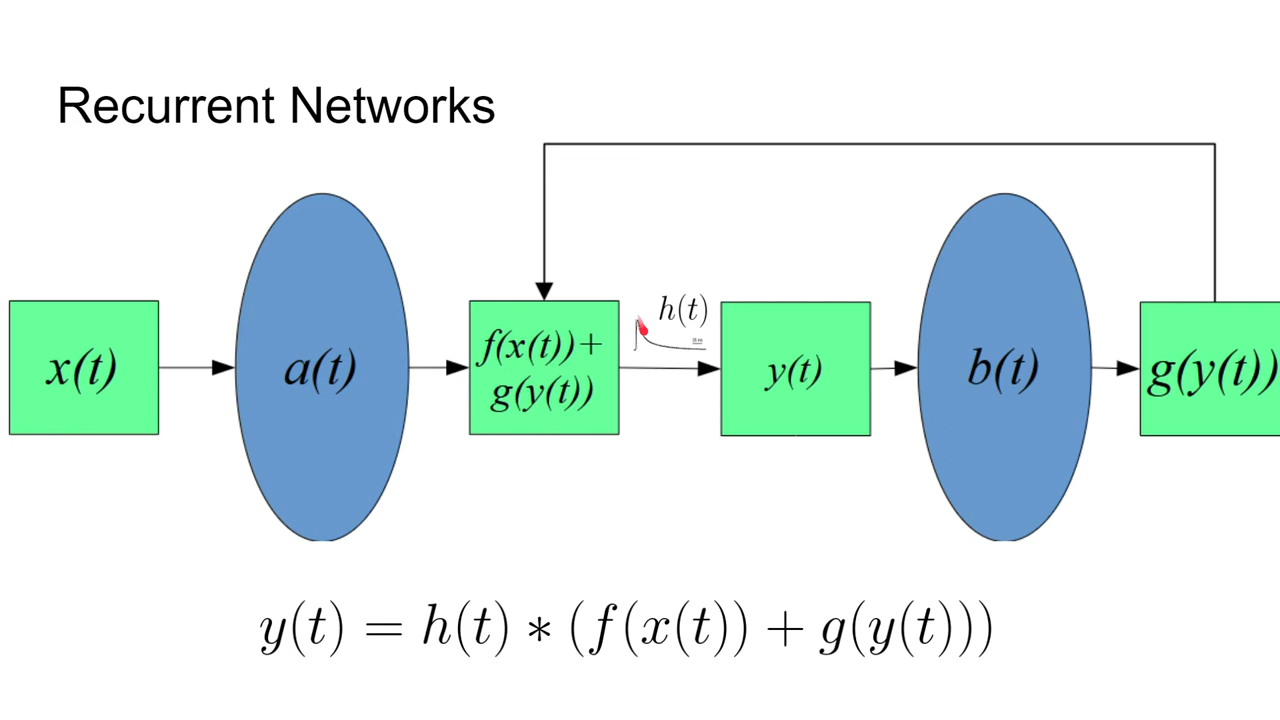 Recurrent Networks
x(t)
a(t)
f(x(t))+
g(y(t))
h(t)
y(t)
b(t)
g(y(t))
y(t) = h(t) ∗ (f(x(t)) + g(y(t)))